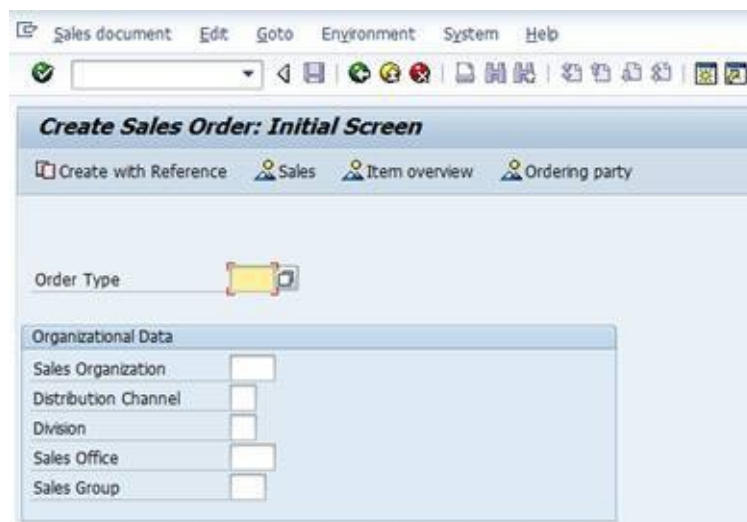 Sales document Edit Goto Environment System Help
Create Sales Order: Initial Screen
Create with Reference Sales Item overview Ordering party
Order Type
Organizational Data
Sales Organization
Distribution Channel
Division
Sales Office
Sales Group